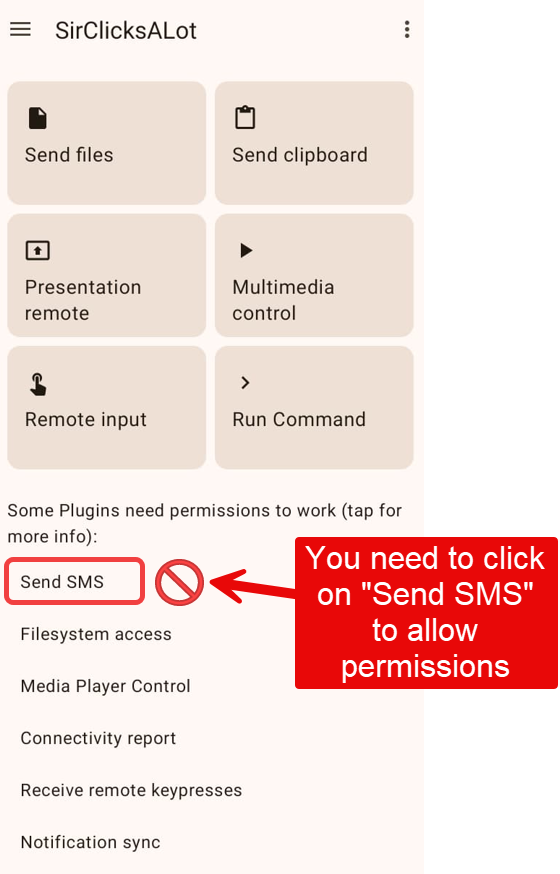 SirClicksALot
Send files
Send clipboard
Presentation
remote
Multimedia
control
Remote input
Run Command
Some Plugins need permissions to work (tap for
more info):
Send SMS
You need to click
on "Send SMS"
to allow
permissions
Filesystem access
Media Player Control
Connectivity report
Receive remote keypresses
Notification sync